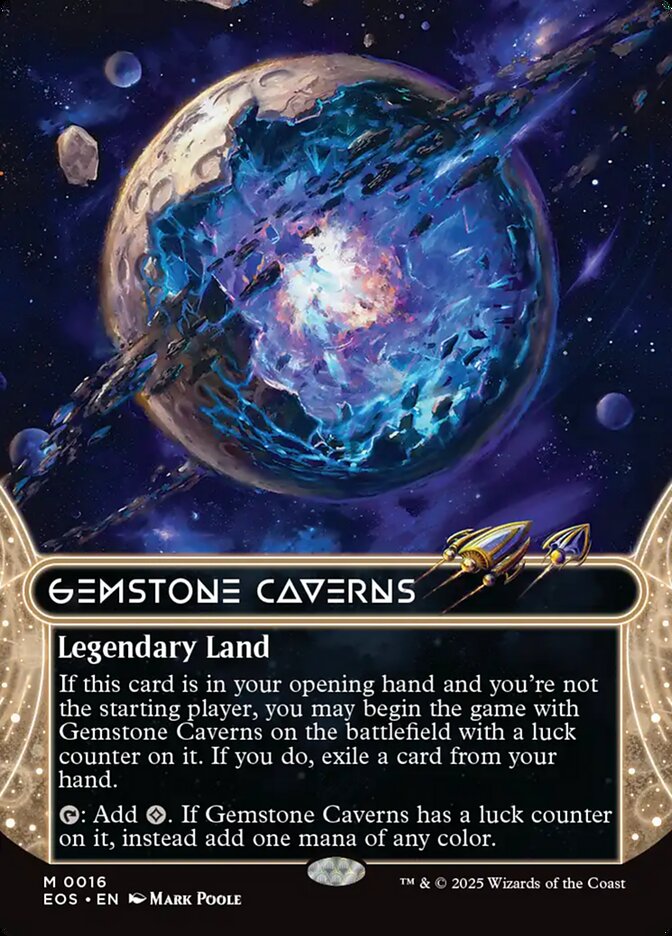 GEMSTONE CAVERNS
Legendary Land
If this card is in your opening hand and you're not
the starting player, you may begin the game with
Gemstone Caverns on the battlefield with a luck
counter on it. If you do, exile a card from your
hand.
: Add . If Gemstone Caverns has a luck counter
on it, instead add one mana of any color.
M 0016
EOS • EN MARK POOLE
™ & © 2025 Wizards of the Coast